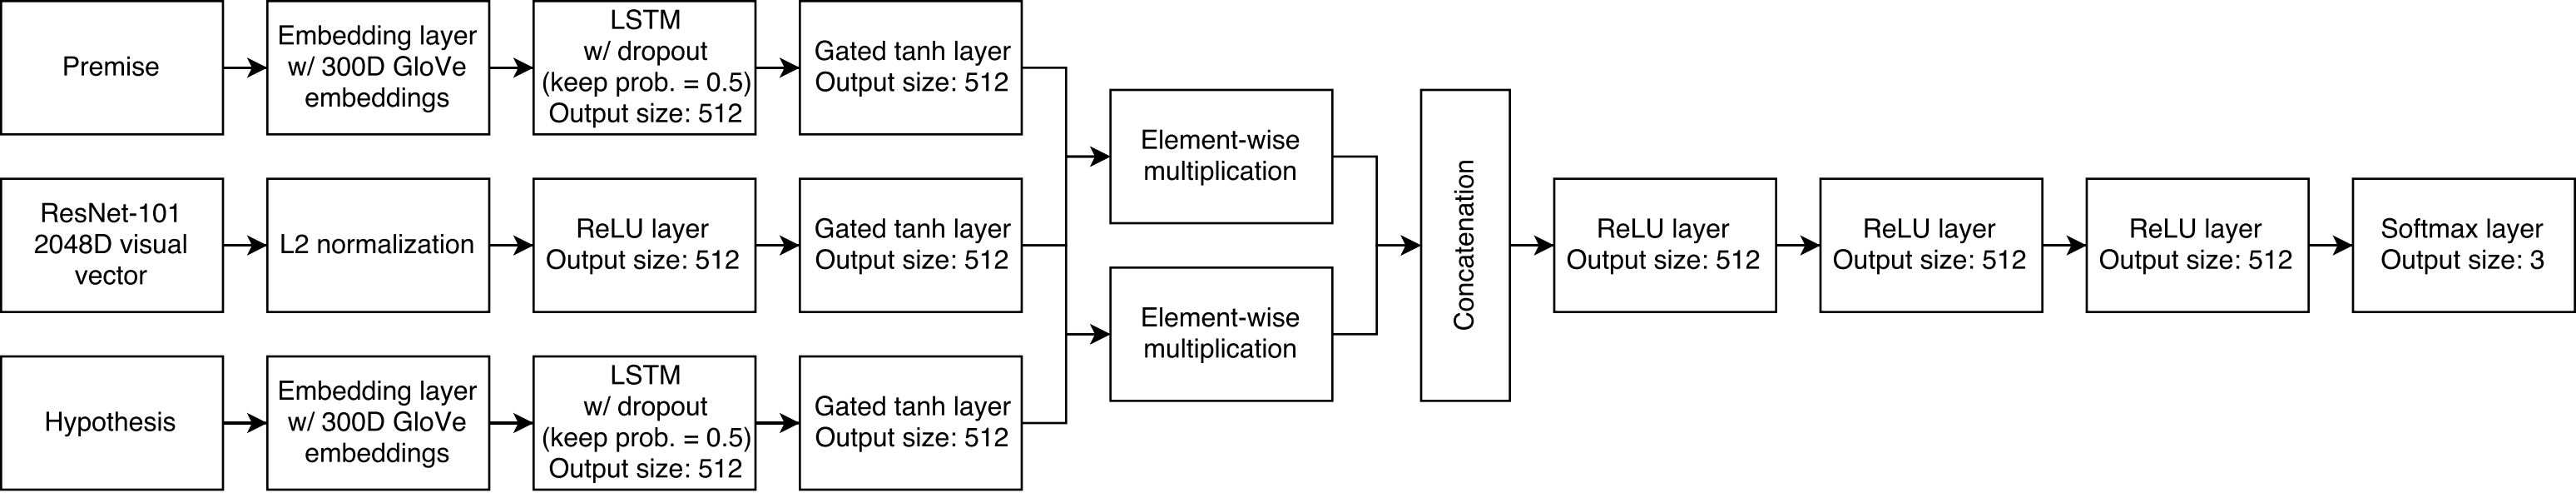 Premise
Embedding layer
w/ 300D GloVe
embeddings
LSTM
w/ dropout
(keep prob. = 0.5)
Output size: 512
Gated tanh layer
Output size: 512
ResNet-101
2048D visual
vector
L2 normalization
ReLU layer
Output size: 512
Gated tanh layer
Output size: 512
Hypothesis
Embedding layer
w/ 300D GloVe
embeddings
LSTM
w/ dropout
(keep prob. = 0.5)
Output size: 512
Gated tanh layer
Output size: 512
Element-wise
multiplication
Element-wise
multiplication
Concatenation
ReLU layer
Output size: 512
ReLU layer
Output size: 512
ReLU layer
Output size: 512
Softmax layer
Output size: 3